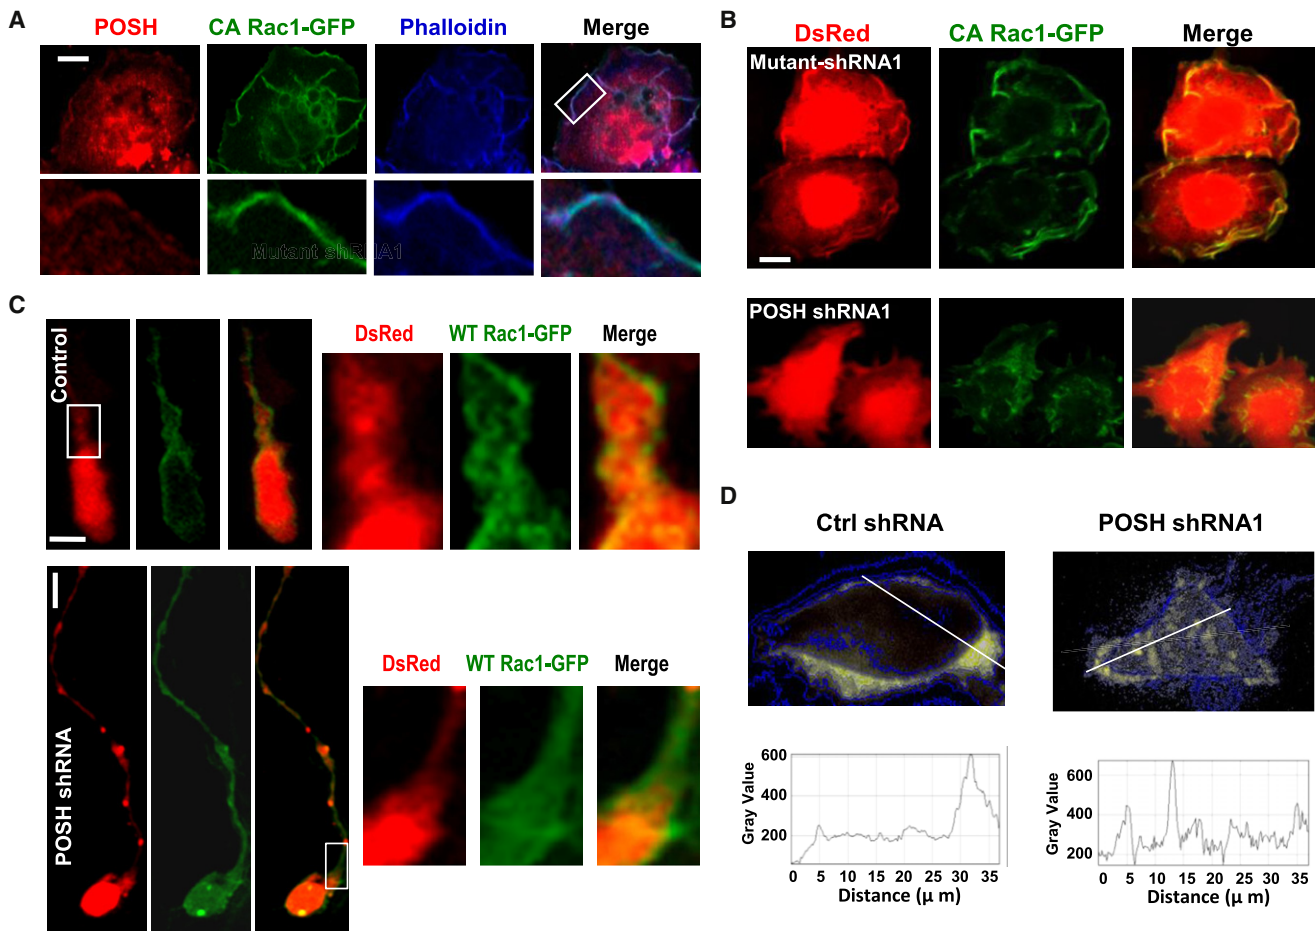 A
POSH CA Rac1-GFP Phalloidin Merge
Mutant shRNA1
B
DsRed CA Rac1-GFP Merge
Mutant-shRNA1
POSH shRNA1
C
Control
DsRed WT Rac1-GFP Merge
POSH shRNA
DsRed WT Rac1-GFP Merge
D
Ctrl shRNA POSH shRNA1
600
400
200
Gray Value
0 5 10 15 20 25 30 35
Distance (μ m)
600
400
200
Gray Value
0 5 10 15 20 25 30 35
Distance (μ m)